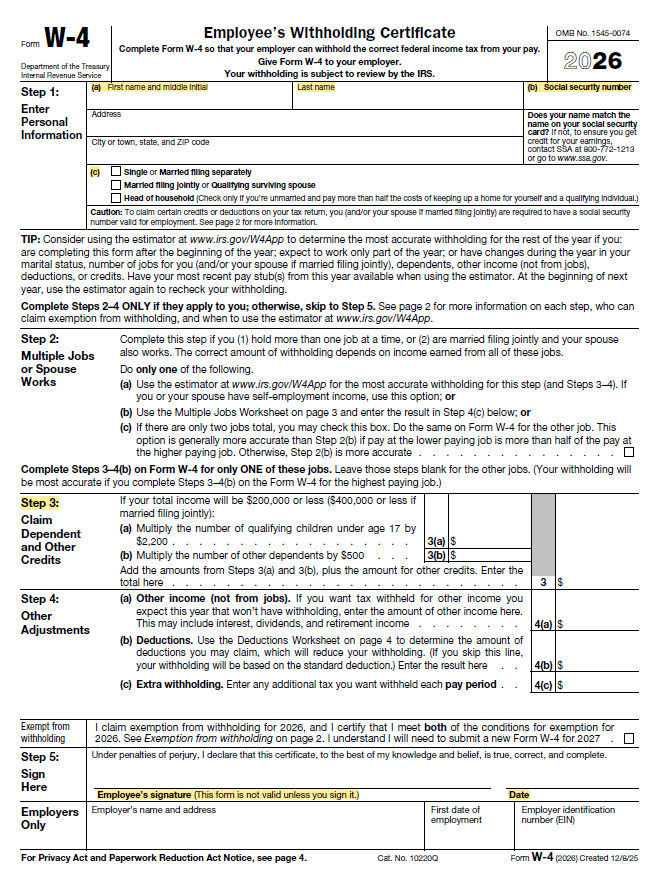 Form W-4
Department of the Treasury
Internal Revenue Service
Employee's Withholding Certificate
Complete Form W-4 so that your employer can withhold the correct federal income tax from your pay.
Give Form W-4 to your employer.
Your withholding is subject to review by the IRS.
OMB No. 1545-0074
2026
Step 1:
Enter
Personal
Information
(a) First name and middle initial
Last name
(b) Social security number
Address
City or town, state, and ZIP code
Does your name match the
name on your social security
card? If not, to ensure you get
credit for your earnings,
contact SSA at 800-772-1213
or go to www.ssa.gov.
(c) Single or Married filing separately
Married filing jointly or Qualifying surviving spouse
Head of household (Check only if you're unmarried and pay more than half the costs of keeping up a home for yourself and a qualifying individual.)
Caution: To claim certain credits or deductions on your tax return, you (and/or your spouse if married filing jointly) are required to have a social security
number valid for employment. See page 2 for more information.
TIP: Consider using the estimator at www.irs.gov/W4App to determine the most accurate withholding for the rest of the year if you:
are completing this form after the beginning of the year; expect to work only part of the year; or have changes during the year in your
marital status, number of jobs for you (and/or your spouse if married filing jointly), dependents, other income (not from jobs),
deductions, or credits. Have your most recent pay stub(s) from this year available when using the estimator. At the beginning of next
year, use the estimator again to recheck your withholding.
Complete Steps 2–4 ONLY if they apply to you; otherwise, skip to Step 5. See page 2 for more information on each step, who can
claim exemption from withholding, and when to use the estimator at www.irs.gov/W4App.
Step 2:
Multiple Jobs
or Spouse
Works
Complete this step if you (1) hold more than one job at a time, or (2) are married filing jointly and your spouse
also works. The correct amount of withholding depends on income earned from all of these jobs.
Do only one of the following.
(a) Use the estimator at www.irs.gov/W4App for the most accurate withholding for this step (and Steps 3–4). If
you or your spouse have self-employment income, use this option; or
(b) Use the Multiple Jobs Worksheet on page 3 and enter the result in Step 4(c) below; or
(c) If there are only two jobs total, you may check this box. Do the same on Form W-4 for the other job. This
option is generally more accurate than Step 2(b) if pay at the lower paying job is more than half of the pay at
the higher paying job. Otherwise, Step 2(b) is more accurate . . . . . . . . . . . . . . .
Complete Steps 3–4(b) on Form W-4 for only ONE of these jobs. Leave those steps blank for the other jobs. (Your withholding will
be most accurate if you complete Steps 3–4(b) on the Form W-4 for the highest paying job.)
Step 3:
Claim
Dependent
and Other
Credits
If your total income will be $200,000 or less ($400,000 or less if
married filing jointly):
(a) Multiply the number of qualifying children under age 17 by
$2,200 . . . . . . . . . . . . . . . . . 3(a) $
(b) Multiply the number of other dependents by $500 . . . 3(b) $
Add the amounts from Steps 3(a) and 3(b), plus the amount for other credits. Enter the
total here . . . . . . . . . . . . . . . . . . . . . . . . . 3 $
Step 4:
Other
Adjustments
(a) Other income (not from jobs). If you want tax withheld for other income you
expect this year that won't have withholding, enter the amount of other income here.
This may include interest, dividends, and retirement income . . . . . . . . 4(a) $
(b) Deductions. Use the Deductions Worksheet on page 4 to determine the amount of
deductions you may claim, which will reduce your withholding. (If you skip this line,
your withholding will be based on the standard deduction.) Enter the result here . . 4(b) $
(c) Extra withholding. Enter any additional tax you want withheld each pay period . . 4(c) $
Exempt from
withholding
I claim exemption from withholding for 2026, and I certify that I meet both of the conditions for exemption for
2026. See Exemption from withholding on page 2. I understand I will need to submit a new Form W-4 for 2027 .
Step 5:
Sign
Here
Under penalties of perjury, I declare that this certificate, to the best of my knowledge and belief, is true, correct, and complete.
Employee's signature (This form is not valid unless you sign it.)
Date
Employers
Only
Employer's name and address
First date of
employment
Employer identification
number (EIN)
For Privacy Act and Paperwork Reduction Act Notice, see page 4.
Cat. No. 10220Q
Form W-4 (2026) Created 12/8/25